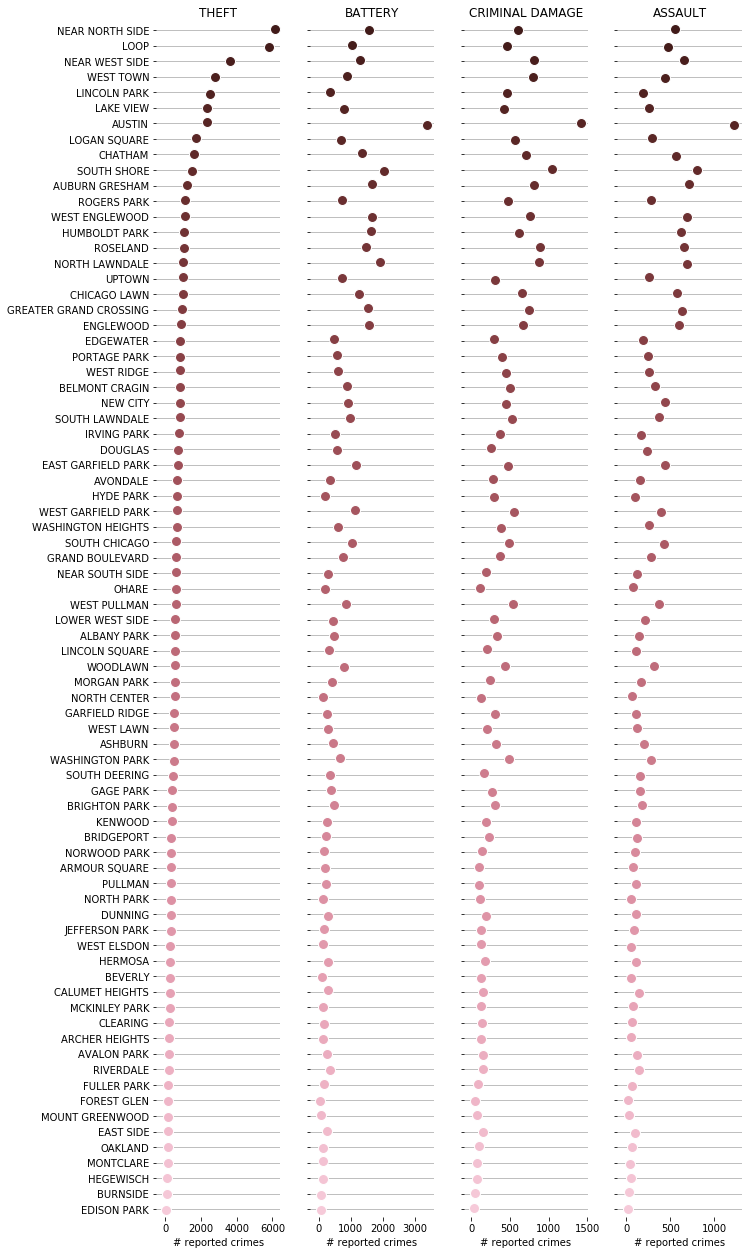 THEFT BATTERY CRIMINAL DAMAGE ASSAULT
NEAR NORTH SIDE
LOOP
NEAR WEST SIDE
WEST TOWN
LINCOLN PARK
LAKE VIEW
AUSTIN
LOGAN SQUARE
CHATHAM
SOUTH SHORE
AUBURN GRESHAM
ROGERS PARK
WEST ENGLEWOOD
HUMBOLDT PARK
ROSELAND
NORTH LAWNDALE
UPTOWN
CHICAGO LAWN
GREATER GRAND CROSSING
ENGLEWOOD
EDGEWATER
PORTAGE PARK
WEST RIDGE
BELMONT CRAGIN
NEW CITY
SOUTH LAWNDALE
IRVING PARK
DOUGLAS
EAST GARFIELD PARK
AVONDALE
HYDE PARK
WEST GARFIELD PARK
WASHINGTON HEIGHTS
SOUTH CHICAGO
GRAND BOULEVARD
NEAR SOUTH SIDE
OHARE
WEST PULLMAN
LOWER WEST SIDE
ALBANY PARK
LINCOLN SQUARE
WOODLAWN
MORGAN PARK
NORTH CENTER
GARFIELD RIDGE
WEST LAWN
ASHBURN
WASHINGTON PARK
SOUTH DEERING
GAGE PARK
BRIGHTON PARK
KENWOOD
BRIDGEPORT
NORWOOD PARK
ARMOUR SQUARE
PULLMAN
NORTH PARK
DUNNING
JEFFERSON PARK
WEST ELSDON
HERMOSA
BEVERLY
CALUMET HEIGHTS
MCKINLEY PARK
CLEARING
ARCHER HEIGHTS
AVALON PARK
RIVERDALE
FULLER PARK
FOREST GLEN
MOUNT GREENWOOD
EAST SIDE
OAKLAND
MONTCLARE
HEGEWISCH
BURNSIDE
EDISON PARK
0 2000 4000 6000 0 1000 2000 3000 0 500 1000 1500 0 500 1000
# reported crimes # reported crimes # reported crimes # reported crimes